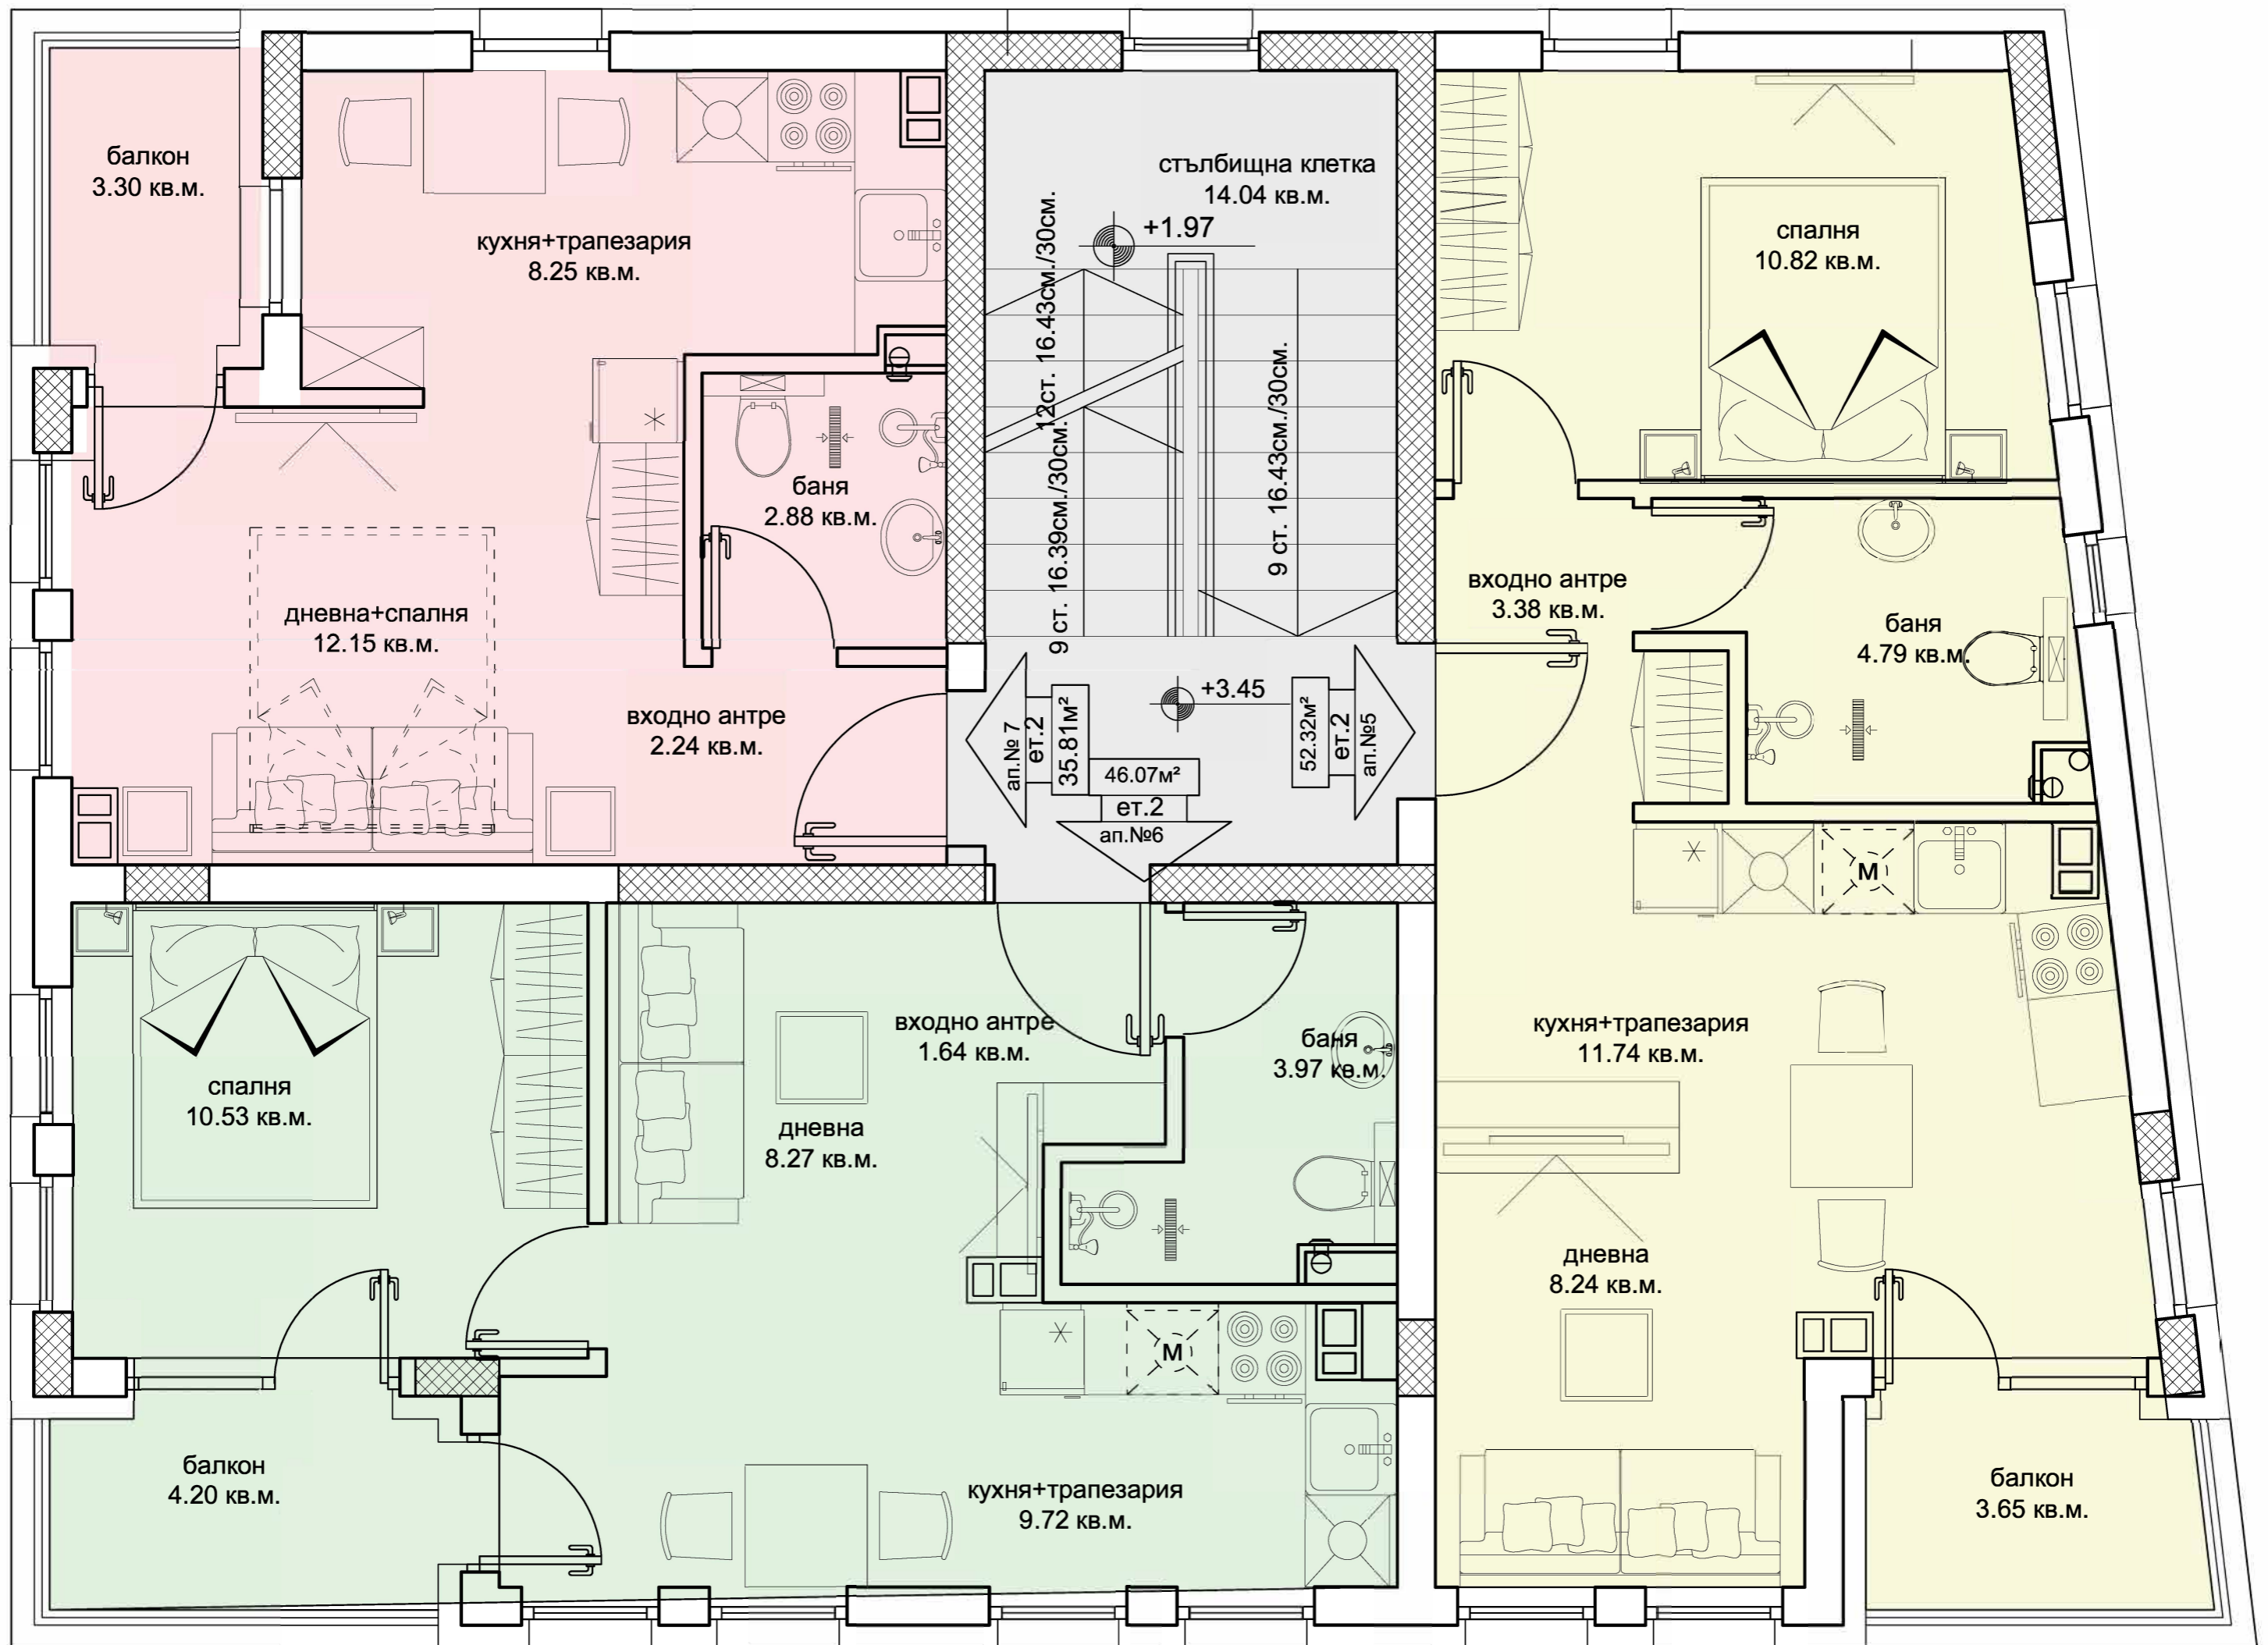 балкон
3.30 кв.м.
кухня+трапезария
8.25 кв.м.
баня
2.88 кв.м.
дневна+спалня
12.15 кв.м.
входно антре
2.24 кв.м.
стълбищна клетка
14.04 кв.м.
+1.97
12ст. 16.43см./30см.
9 ст. 16.39см./30см.
9 ст. 16.43см./30см.
+3.45
ап.№ 7
ет.2
35.81м²
46.07м²
ет.2
ап.№6
52.32м²
ет.2
ап.№5
спалня
10.82 кв.м.
входно антре
3.38 кв.м.
баня
4.79 кв.м.
М
кухня+трапезария
11.74 кв.м.
дневна
8.24 кв.м.
балкон
3.65 кв.м.
спалня
10.53 кв.м.
входно антре
1.64 кв.м.
баня
3.97 кв.м.
дневна
8.27 кв.м.
М
балкон
4.20 кв.м.
кухня+трапезария
9.72 кв.м.